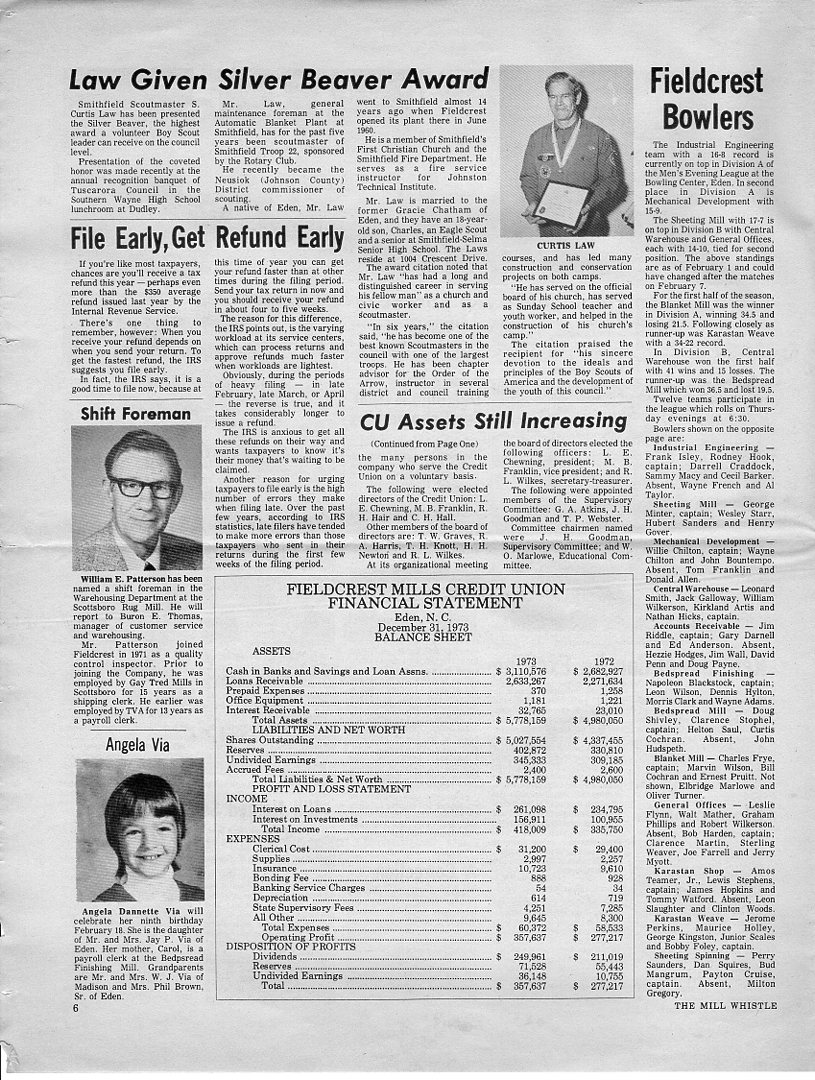 Law Given Silver Beaver Award
Smithfield Scoutmaster S.
Curtis Law has been presented
the Silver Beaver, the highest
award a volunteer Boy Scout
leader can receive on the council
level.
Presentation of the coveted
honor was made recently at the
annual recognition banquet of
Tuscarora Council in the
Southern Wayne High School
lunchroom at Dudley.
Mr. Law, general
maintenance foreman at the
Automatic Blanket Plant at
Smithfield, has for the past five
years been scoutmaster of
Smithfield Troop 22, sponsored
by the Rotary Club.
He recently became the
Neusiok (Johnson County)
District commissioner of
scouting.
A native of Eden, Mr. Law
went to Smithfield almost 14
years ago when Fieldcrest
opened its plant there in June
1960.
He is a member of Smithfield's
First Christian Church and the
Smithfield Fire Department. He
serves as a fire service
instructor for Johnston
Technical Institute.
Mr. Law is married to the
former Gracie Chatham of
Eden, and they have an 18-year-
old son, Charles, an Eagle Scout
and a senior at Smithfield-Selma
Senior High School. The Laws
reside at 1004 Crescent Drive.
The award citation noted that
Mr. Law "has had a long and
distinguished career in serving
his fellow man" as a church and
civic worker and as a
scoutmaster.
"In six years," the citation
said, "he has become one of the
best known Scoutmasters in the
council with one of the largest
troops. He has been chapter
advisor for the Order of the
Arrow, instructor in several
district and council training
CURTIS LAW
courses, and has led many
construction and conservation
projects on both camps.
"He has served on the official
board of his church, has served
as Sunday School teacher and
youth worker, and helped in the
construction of his church's
camp."
The citation praised the
recipient for "his sincere
devotion to the ideals and
principles of the Boy Scouts of
America and the development of
the youth of this council."
File Early, Get Refund Early
If you're like most taxpayers,
chances are you'll receive a tax
refund this year — perhaps even
more than the $350 average
refund issued last year by the
Internal Revenue Service.
There's one thing to
remember, however: When you
receive your refund depends on
when you send your return. To
get the fastest refund, the IRS
suggests you file early.
In fact, the IRS says, it is a
good time to file now, because at
this time of year you can get
your refund faster than at other
times during the filing period.
Send your tax return in now and
you should receive your refund
in about four to five weeks.
The reason for this difference,
the IRS points out, is the varying
workload at its service centers,
which can process returns and
approve refunds much faster
when workloads are lightest.
Obviously, during the periods
of heavy filing — in late
February, late March, or April
— the reverse is true, and it
takes considerably longer to
issue a refund.
The IRS is anxious to get all
these refunds on their way and
wants taxpayers to know it's
their money that's waiting to be
claimed.
Another reason for urging
taxpayers to file early is the high
number of errors they make
when filing late. Over the past
few years, according to IRS
statistics, late filers have tended
to make more errors than those
taxpayers who sent in their
returns during the first few
weeks of the filing period.
Shift Foreman
William E. Patterson has been
named a shift foreman in the
Warehousing Department at the
Scottsboro Rug Mill. He will
report to Buron E. Thomas,
manager of customer service
and warehousing.
Mr. Patterson joined
Fieldcrest in 1971 as a quality
control inspector. Prior to
joining the Company, he was
employed by Gay Tred Mills in
Scottsboro for 15 years as a
shipping clerk. He earlier was
employed by TVA for 13 years as
a payroll clerk.
Angela Via
Angela Dannette Via will
celebrate her ninth birthday
February 18. She is the daughter
of Mr. and Mrs. Jay P. Via of
Eden. Her mother, Carol, is a
payroll clerk at the Bedspread
Finishing Mill. Grandparents
are Mr. and Mrs. W. J. Via of
Madison and Mrs. Phil Brown,
Sr. of Eden.
CU Assets Still Increasing
(Continued from Page One)
the many persons in the
company who serve the Credit
Union on a voluntary basis.
The following were elected
directors of the Credit Union: L.
E. Chewning, M. B. Franklin, R.
H. Hair and C. H. Hall.
Other members of the board of
directors are: T. W. Graves, R.
A. Harris, T. H. Knott, H. H.
Newton and R. L. Wilkes.
At its organizational meeting
the board of directors elected the
following officers: L. E.
Chewning, president; M. B.
Franklin, vice president; and R.
L. Wilkes, secretary-treasurer.
The following were appointed
members of the Supervisory
Committee: G. A. Atkins, J. H.
Goodman and T. P. Webster.
Committee chairmen named
were J. H. Goodman,
Supervisory Committee; and W.
O. Marlowe, Educational Com-
mittee.
FIELDCREST MILLS CREDIT UNION
FINANCIAL STATEMENT
Eden, N. C.
December 31, 1973
BALANCE SHEET
ASSETS
1973 1972
Cash in Banks and Savings and Loan Assns. $ 3,110,576 $ 2,682,927
Loans Receivable 2,633,267 2,271,634
Prepaid Expenses 370 1,258
Office Equipment 1,181 1,221
Interest Receivable 32,765 23,010
Total Assets $ 5,778,159 $ 4,980,050
LIABILITIES AND NET WORTH
Shares Outstanding $ 5,027,554 $ 4,337,455
Reserves 402,872 330,810
Undivided Earnings 345,333 309,185
Accrued Fees 2,400 2,600
Total Liabilities & Net Worth $ 5,778,159 $ 4,980,050
PROFIT AND LOSS STATEMENT
INCOME
Interest on Loans $ 261,098 $ 234,795
Interest on Investments 156,911 100,955
Total Income $ 418,009 $ 335,750
EXPENSES
Clerical Cost $ 31,200 $ 29,400
Supplies 2,997 2,257
Insurance 10,723 9,610
Bonding Fee 888 928
Banking Service Charges 54 34
Depreciation 614 719
State Supervisory Fees 4,251 7,285
All Other 9,645 8,300
Total Expenses $ 60,372 $ 58,533
Operating Profit $ 357,637 $ 277,217
DISPOSITION OF PROFITS
Dividends $ 249,961 $ 211,019
Reserves 71,528 55,443
Undivided Earnings 36,148 10,755
Total $ 357,637 $ 277,217
Fieldcrest
Bowlers
The Industrial Engineering
team with a 16-8 record is
currently on top in Division A of
the Men's Evening League at the
Bowling Center, Eden. In second
place in Division A is
Mechanical Development with
15-9.
The Sheeting Mill with 17-7 is
on top in Division B with Central
Warehouse and General Offices,
each with 14-10, tied for second
position. The above standings
are as of February 1 and could
have changed after the matches
on February 7.
For the first half of the season,
the Blanket Mill was the winner
in Division A, winning 34.5 and
losing 21.5. Following closely as
runner-up was Karastan Weave
with a 34-22 record.
In Division B, Central
Warehouse won the first half
with 41 wins and 15 losses. The
runner-up was the Bedspread
Mill which won 36.5 and lost 19.5.
Twelve teams participate in
the league which rolls on Thurs-
day evenings at 6:30.
Bowlers shown on the opposite
page are:
Industrial Engineering —
Frank Isley, Rodney Hook,
captain; Darrell Craddock,
Sammy Macy and Cecil Barker.
Absent, Wayne French and Al
Taylor.
Sheeting Mill — George
Minter, captain; Wesley Starr,
Hubert Sanders and Henry
Gover.
Mechanical Development —
Willie Chilton, captain; Wayne
Chilton and John Bountempo.
Absent, Tom Franklin and
Donald Allen.
Central Warehouse — Leonard
Smith, Jack Galloway, William
Wilkerson, Kirkland Artis and
Nathan Hicks, captain.
Accounts Receivable — Jim
Riddle, captain; Gary Darnell
and Ed Anderson. Absent,
Hezzie Hodges, Jim Wall, David
Penn and Doug Payne.
Bedspread Finishing —
Napoleon Blackstock, captain;
Leon Wilson, Dennis Hylton,
Morris Clark and Wayne Adams.
Bedspread Mill — Doug
Shivley, Clarence Stophel,
captain; Helton Saul, Curtis
Cochran. Absent, John
Hudspeth.
Blanket Mill — Charles Frye,
captain; Marvin Wilson, Bill
Cochran and Ernest Pruitt. Not
shown, Elbridge Marlowe and
Oliver Turner.
General Offices — Leslie
Flynn, Walt Mather, Graham
Phillips and Robert Wilkerson.
Absent, Bob Harden, captain;
Clarence Martin, Sterling
Weaver, Joe Farrell and Jerry
Myott.
Karastan Shop — Amos
Teamer, Jr., Lewis Stephens,
captain; James Hopkins and
Tommy Watford. Absent, Leon
Slaughter and Clinton Woods.
Karastan Weave — Jerome
Perkins, Maurice Holley,
George Kingston, Junior Scales
and Bobby Foley, captain.
Sheeting Spinning — Perry
Saunders, Dan Squires, Bud
Mangrum, Payton Cruise,
captain. Absent, Milton
Gregory.
6
THE MILL WHISTLE